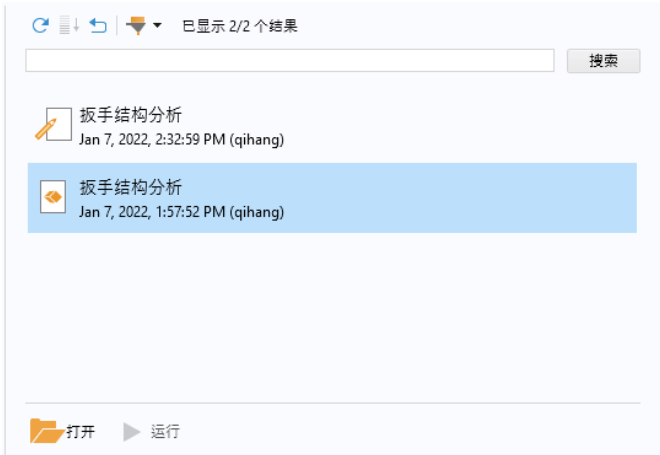 已显示 2/2 个结果
搜索
扳手结构分析
Jan 7, 2022, 2:32:59 PM (qihang)
扳手结构分析
Jan 7, 2022, 1:57:52 PM (qihang)
打开 运行